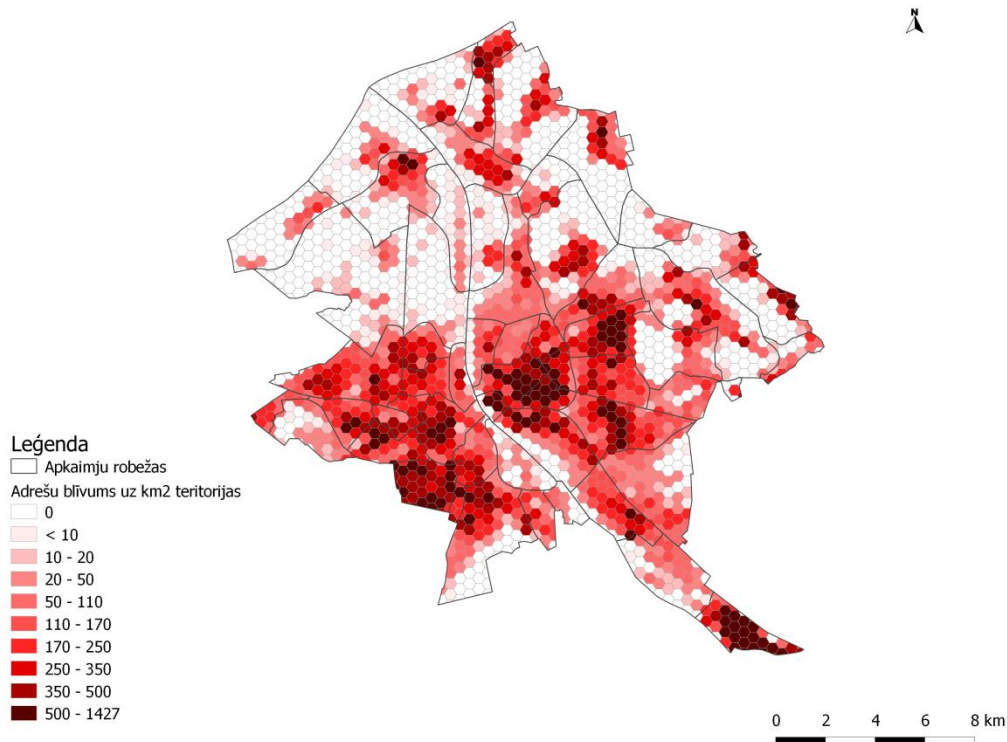 N
Leģenda
Apkaimju robežas
Adrešu blīvums uz km2 teritorijas
0
< 10
10 - 20
20 - 50
50 - 110
110 - 170
170 - 250
250 - 350
350 - 500
500 - 1427
0 2 4 6 8 km